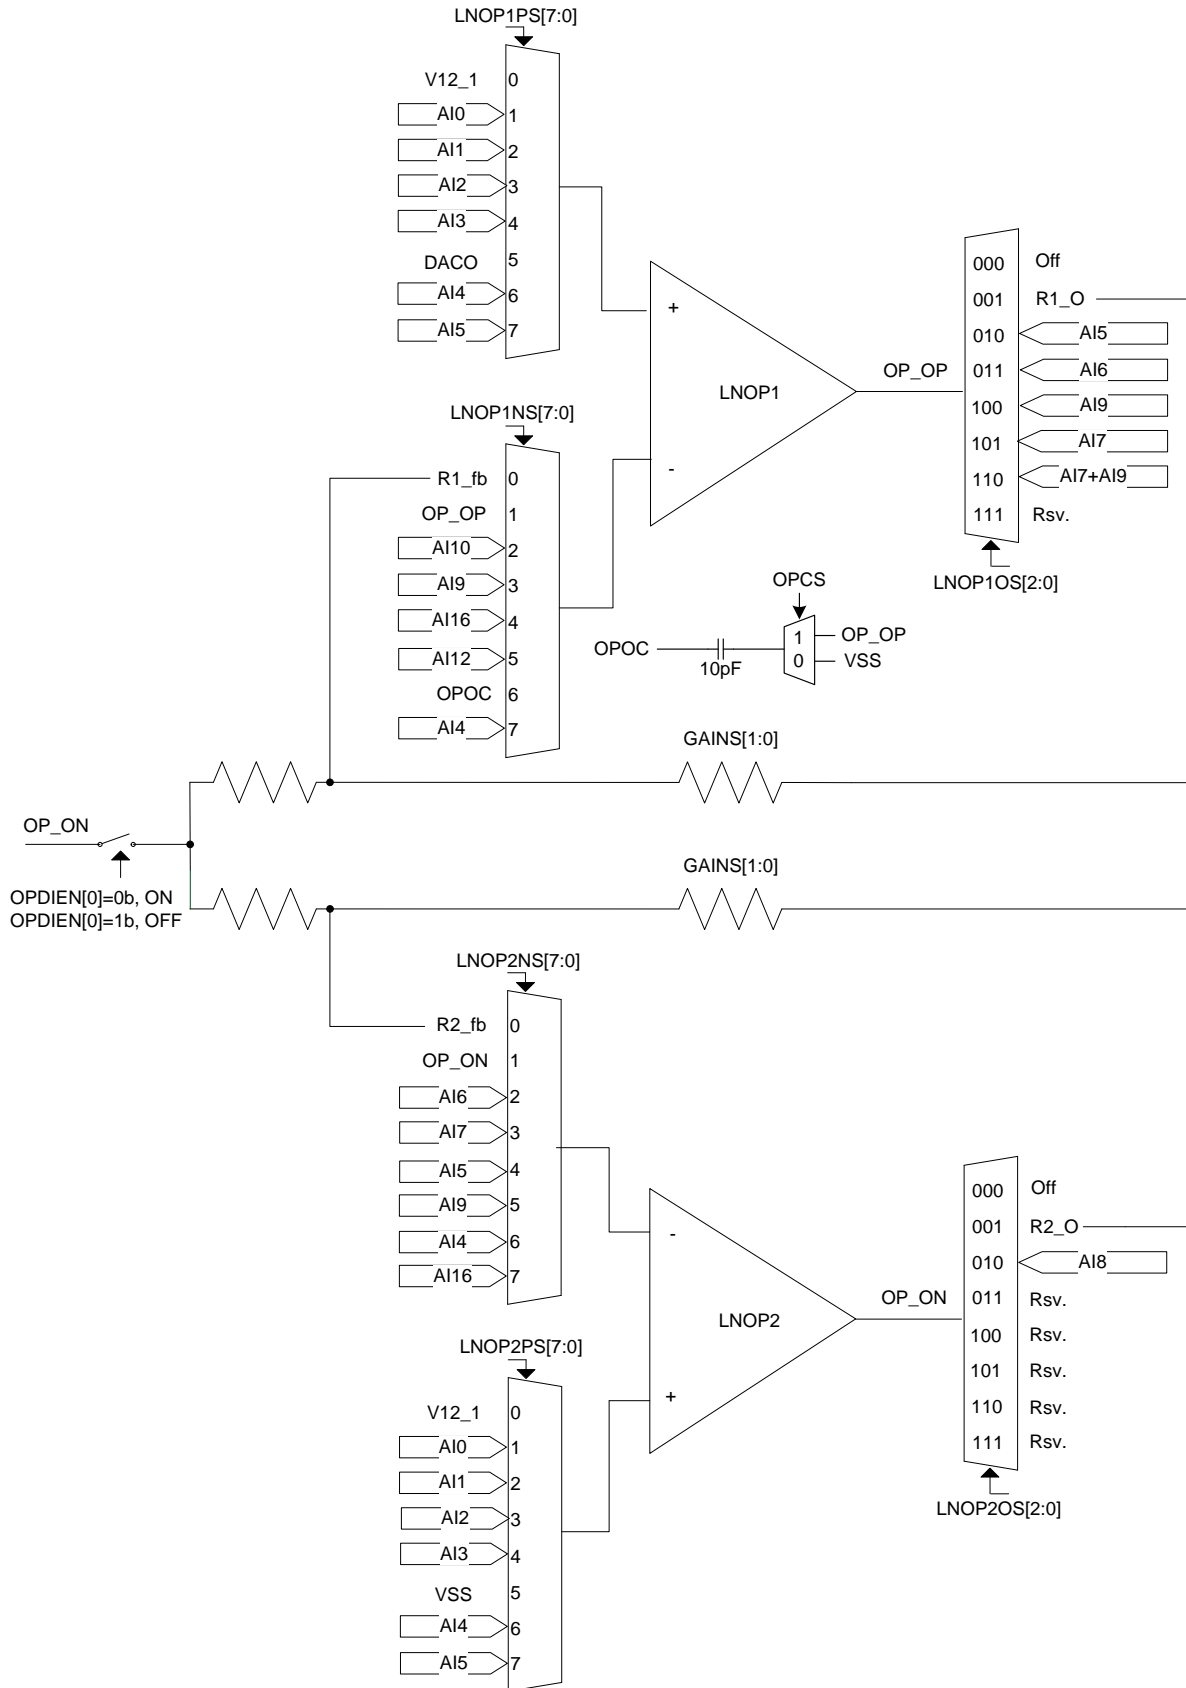 LNOP1PS[7:0]
V12_1 0
AI0 1
AI1 2
AI2 3
AI3 4
DACO 5
AI4 6
AI5 7
+
-
LNOP1
OP_OP
000 Off
001 R1_O
010 AI5
011 AI6
100 AI9
101 AI7
110 AI7+AI9
111 Rsv.
LNOP1OS[2:0]
LNOP1NS[7:0]
R1_fb 0
OP_OP 1
AI10 2
AI9 3
AI16 4
AI12 5
OPOC 6
AI4 7
OPCS
OPOC
10pF
1 OP_OP
0 VSS
GAINS[1:0]
OP_ON
OPDIEN[0]=0b, ON
OPDIEN[0]=1b, OFF
GAINS[1:0]
LNOP2NS[7:0]
R2_fb 0
OP_ON 1
AI6 2
AI7 3
AI5 4
AI9 5
AI4 6
AI16 7
-
+
LNOP2
OP_ON
000 Off
001 R2_O
010 AI8
011 Rsv.
100 Rsv.
101 Rsv.
110 Rsv.
111 Rsv.
LNOP2OS[2:0]
LNOP2PS[7:0]
V12_1 0
AI0 1
AI1 2
AI2 3
AI3 4
VSS 5
AI4 6
AI5 7